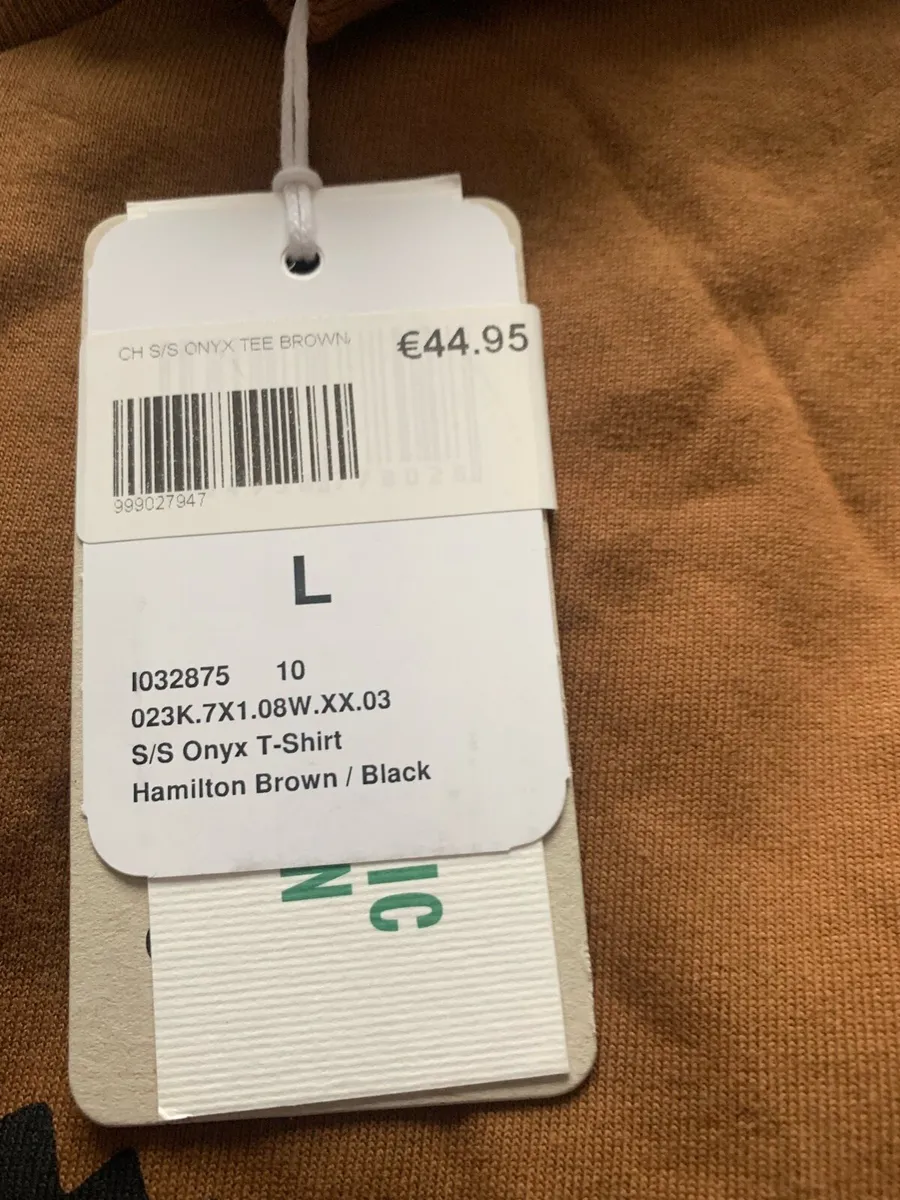 CH S/S ONYX TEE BROWN
€44.95
999027947
L
I032875 10
023K.7X1.08W.XX.03
S/S Onyx T-Shirt
Hamilton Brown / Black